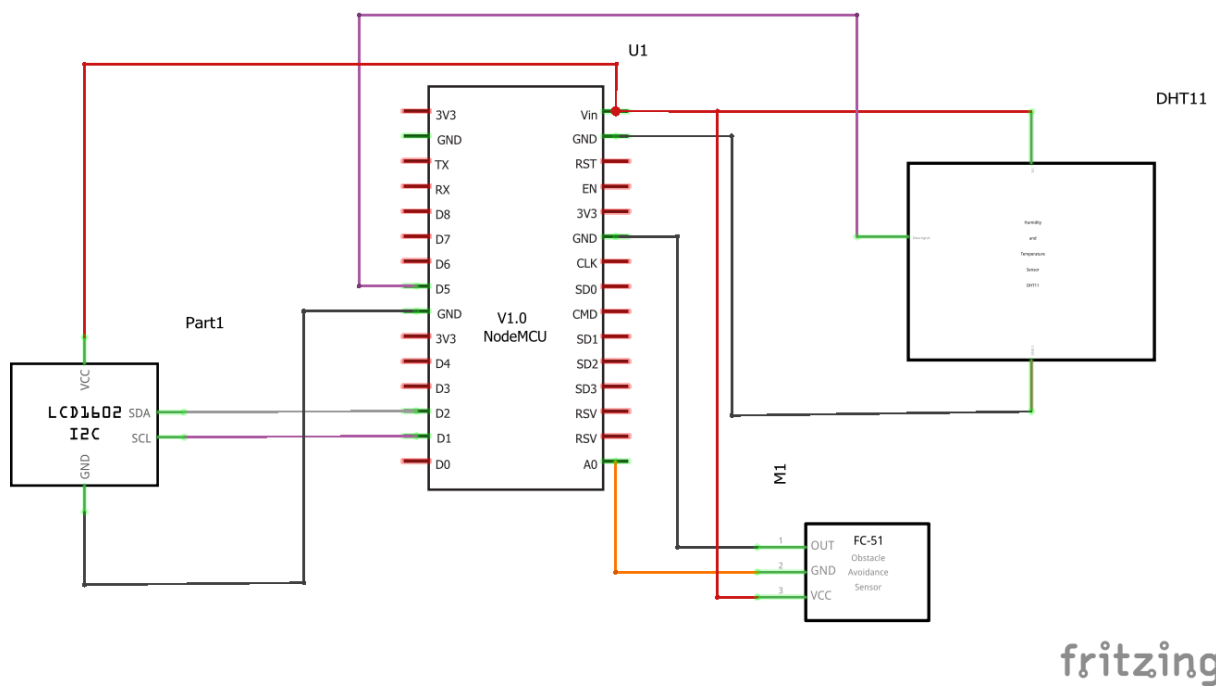 U1
DHT11
3V3
GND
TX
RX
D8
D7
D6
D5
GND
3V3
D4
D3
D2
D1
D0
V1.0
NodeMCU
Vin
GND
RST
EN
3V3
GND
CLK
SD0
CMD
SD1
SD2
SD3
RSV
RSV
A0
Humidity
and
Temperature
Sensor
DHT11
Part1
VCC
LCD1602
I2C
SDA
SCL
GND
M1
FC-51
Obstacle
Avoidance
Sensor
1 OUT
2 GND
3 VCC
fritzing